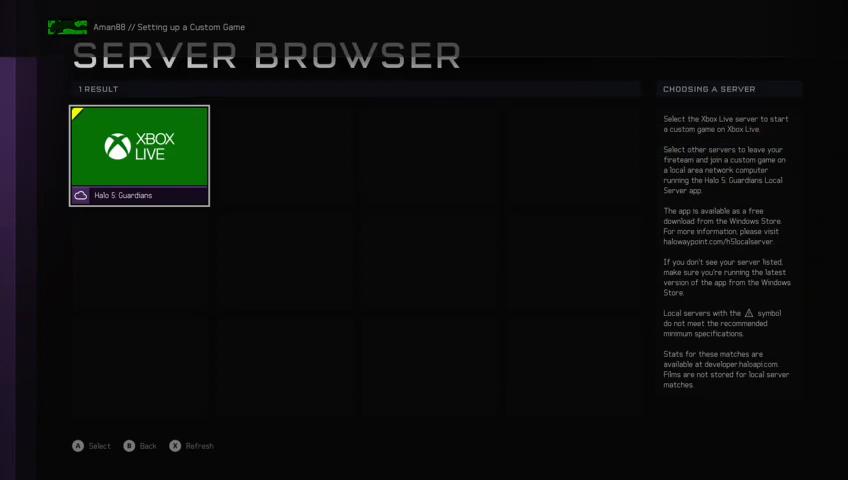 Aman88 // Setting up a Custom Game
SERVER BROWSER
1 RESULT
XBOX
LIVE
Halo 5: Guardians
CHOOSING A SERVER
Select the Xbox Live server to start
a custom game on Xbox Live.
Select other servers to leave your
fireteam and join a custom game on
a local area network computer
running the Halo 5: Guardians Local
Server app.
The app is available as a free
download from the Windows Store.
For more information, please visit
halowaypoint.com/h5localserver.
If you don't see your server listed,
make sure you're running the latest
version of the app from the Windows
Store.
Local servers with the ⚠ symbol
do not meet the recommended
minimum specifications.
Stats for these matches are
available at developer.haloapi.com.
Films are not stored for local server
matches.
A Select B Back X Refresh